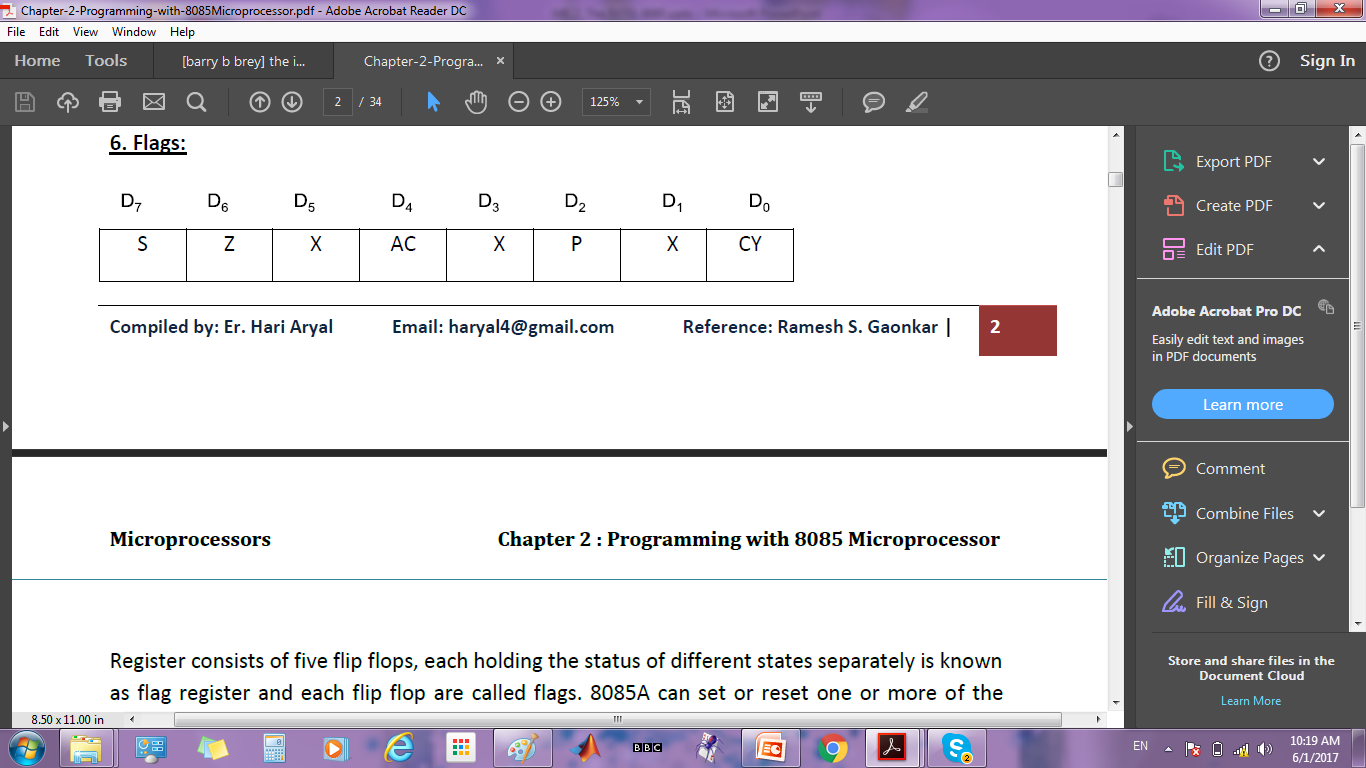 Chapter-2-Programming-with-8085Microprocessor.pdf - Adobe Acrobat Reader DC
File Edit View Window Help
Home Tools [barry b brey] the i... Chapter-2-Progra... × ? Sign In
2 / 34 125%
6. Flags:
D7 D6 D5 D4 D3 D2 D1 D0
S Z X AC X P X CY
Compiled by: Er. Hari Aryal Email: haryal4@gmail.com Reference: Ramesh S. Gaonkar | 2
Microprocessors Chapter 2 : Programming with 8085 Microprocessor
Register consists of five flip flops, each holding the status of different states separately is known
as flag register and each flip flop are called flags. 8085A can set or reset one or more of the
8.50 x 11.00 in
Export PDF
Create PDF
Edit PDF
Adobe Acrobat Pro DC
Easily edit text and images
in PDF documents
Learn more
Comment
Combine Files
Organize Pages
Fill & Sign
Store and share files in the
Document Cloud
Learn More
BBC
2
EN
10:19 AM
6/1/2017